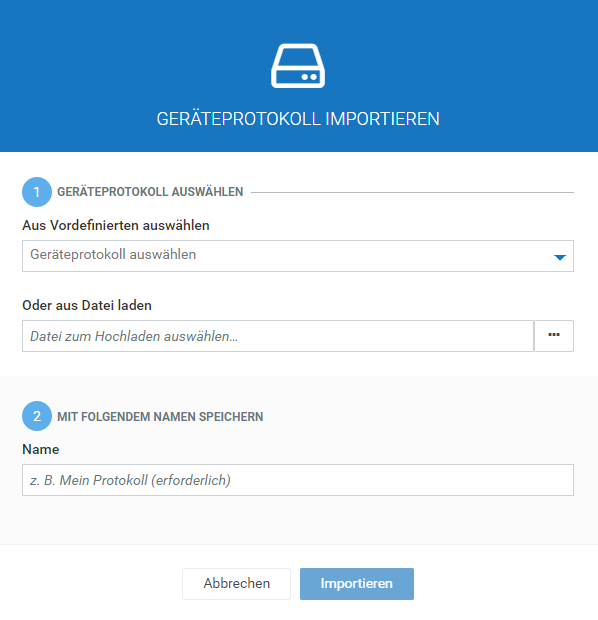 GERÄTEPROTOKOLL IMPORTIEREN
1 GERÄTEPROTOKOLL AUSWÄHLEN
Aus Vordefinierten auswählen
Geräteprotokoll auswählen
Oder aus Datei laden
Datei zum Hochladen auswählen...
2 MIT FOLGENDEM NAMEN SPEICHERN
Name
z. B. Mein Protokoll (erforderlich)
Abbrechen Importieren